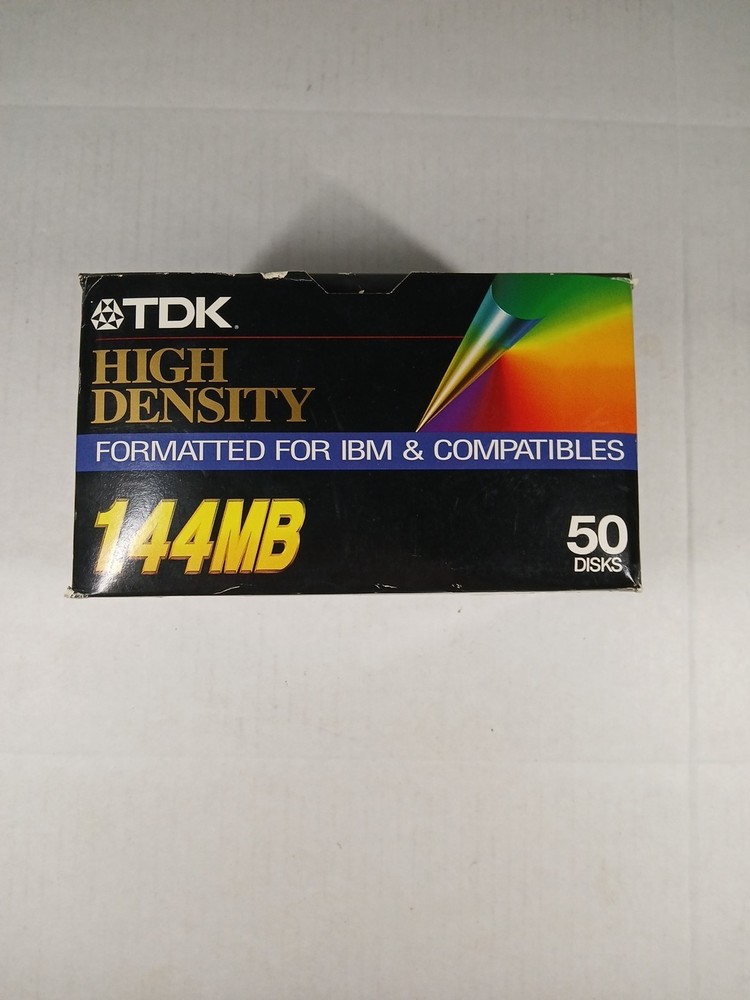 TDK.
HIGH
DENSITY
FORMATTED FOR IBM & COMPATIBLES
144MB
50
DISKS